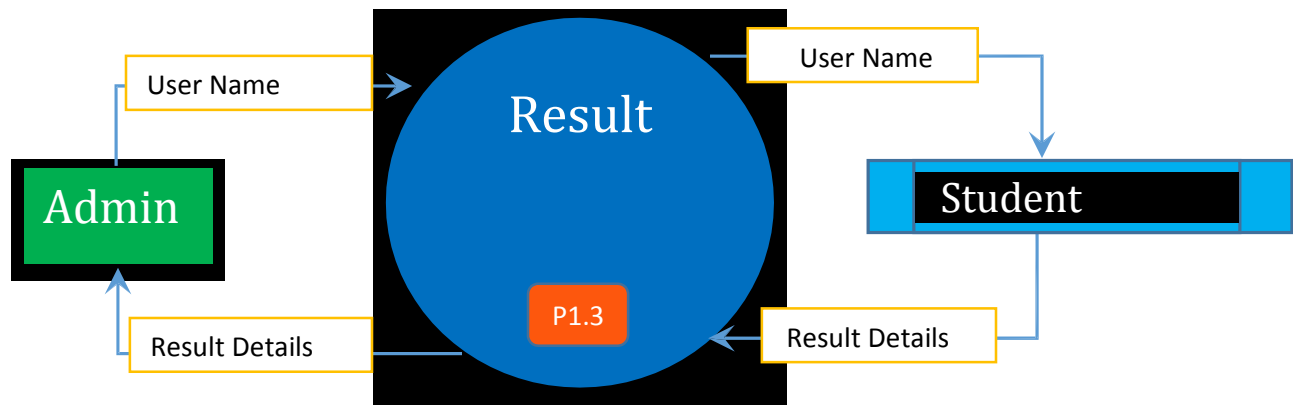 User Name
User Name
Result
Admin
Student
P1.3
Result Details
Result Details